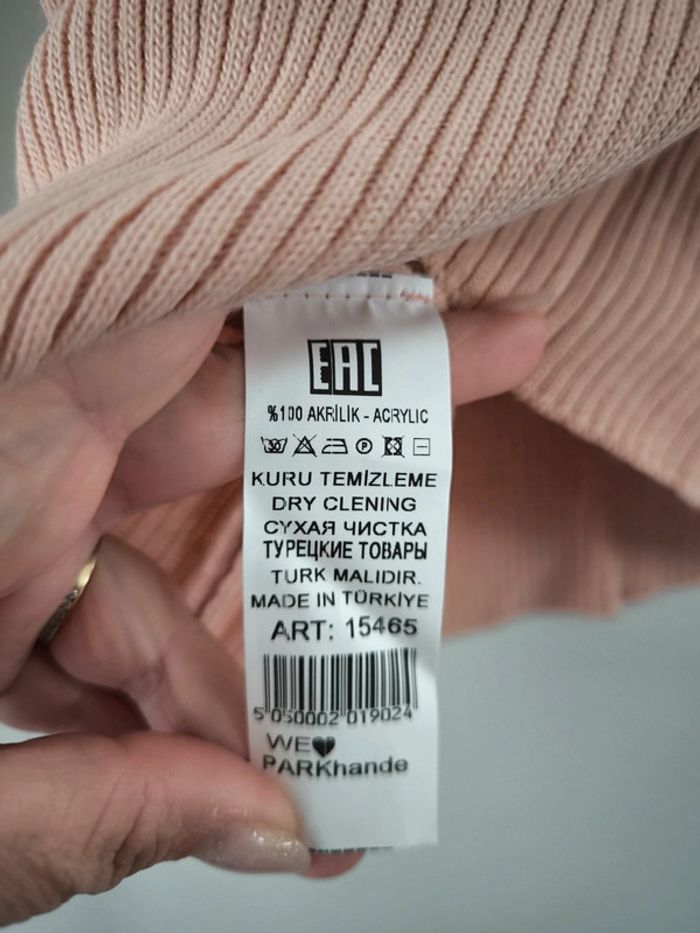 EAC
%100 AKRİLİK - ACRYLIC
30 P
KURU TEMİZLEME
DRY CLENING
СУХАЯ ЧИСТКА
ТУРЕЦКИЕ ТОВАРЫ
TURK MALIDIR.
MADE IN TÜRKİYE
ART: 15465
5 050002 019024
WE
PARKhande